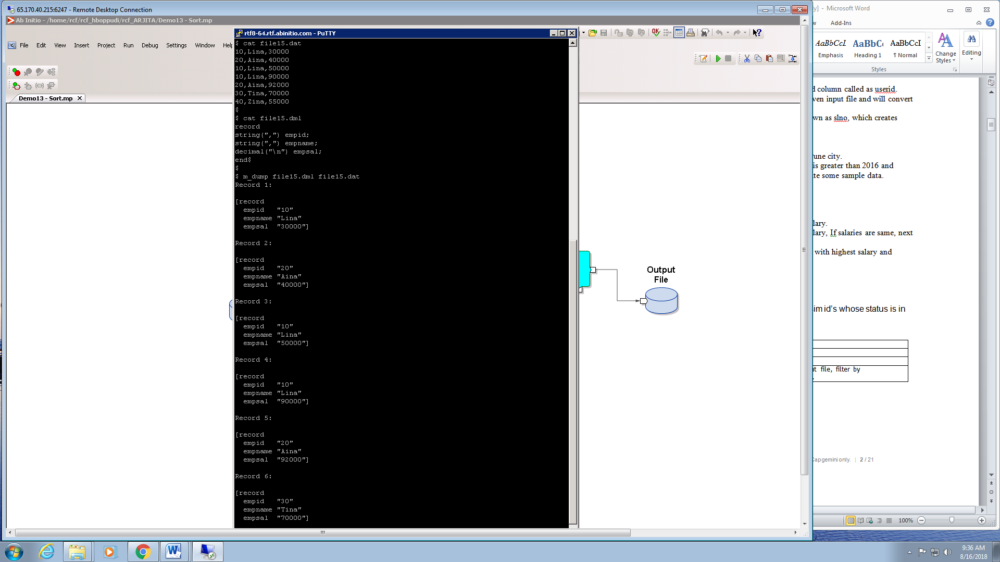 65.170.40.215:6247 - Remote Desktop Connection
Ab Initio - /home/rcf/rcf_hboppudi/rcf_ARJITA/Demo13 - Sort.mp
File Edit View Insert Project Run Debug Settings Window Help
Demo13 - Sort.mp
rtf8-64.rtf.abinitio.com - PuTTY
$ cat file15.dat
10,Lina,30000
20,Aina,40000
10,Lina,50000
10,Lina,90000
20,Aina,92000
30,Tina,70000
40,Zina,55000
$
$ cat file15.dml
record
string(",") empid;
string(",") empname;
decimal("\n") empsal;
end$
$
$ m_dump file15.dml file15.dat
Record 1:
[record
empid "10"
empname "Lina"
empsal "30000"]
Record 2:
[record
empid "20"
empname "Aina"
empsal "40000"]
Record 3:
[record
empid "10"
empname "Lina"
empsal "50000"]
Record 4:
[record
empid "10"
empname "Lina"
empsal "90000"]
Record 5:
[record
empid "20"
empname "Aina"
empsal "92000"]
Record 6:
[record
empid "30"
empname "Tina"
empsal "70000"]
OK
Output
File
y] - Microsoft Word
w Add-Ins
AaBbCcI AaBbC AaBbCcI
Emphasis Heading 1 ¶ Normal
Change
Styles
Editing
Styles
d column called as userid.
ven input file and will convert
wn as slno, which creates
une city.
is greater than 2016 and
te some sample data.
lary.
lary, If salaries are same, next
with highest salary and
sim id's whose status is in
ut file, filter by
Capgemini only. | 2 / 21
100%
9:36 AM
8/16/2018